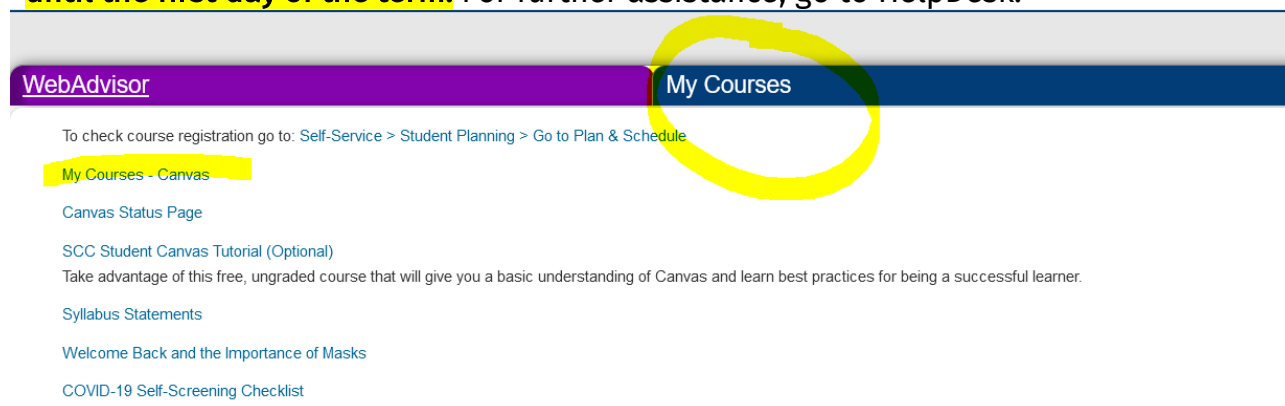 until the first day of the term. For further assistance, go to HelpDesk.
WebAdvisor
My Courses
To check course registration go to: Self-Service > Student Planning > Go to Plan & Schedule
My Courses - Canvas
Canvas Status Page
SCC Student Canvas Tutorial (Optional)
Take advantage of this free, ungraded course that will give you a basic understanding of Canvas and learn best practices for being a successful learner.
Syllabus Statements
Welcome Back and the Importance of Masks
COVID-19 Self-Screening Checklist